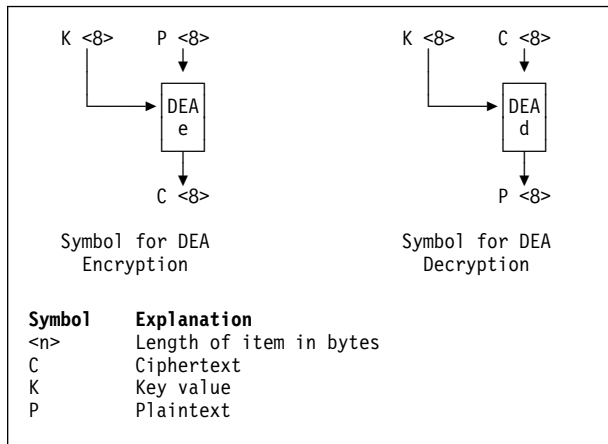 K <8> P <8> K <8> C <8>
DEA DEA
e d
C <8> P <8>
Symbol for DEA Symbol for DEA
Encryption Decryption
Symbol Explanation
<n> Length of item in bytes
C Ciphertext
K Key value
P Plaintext